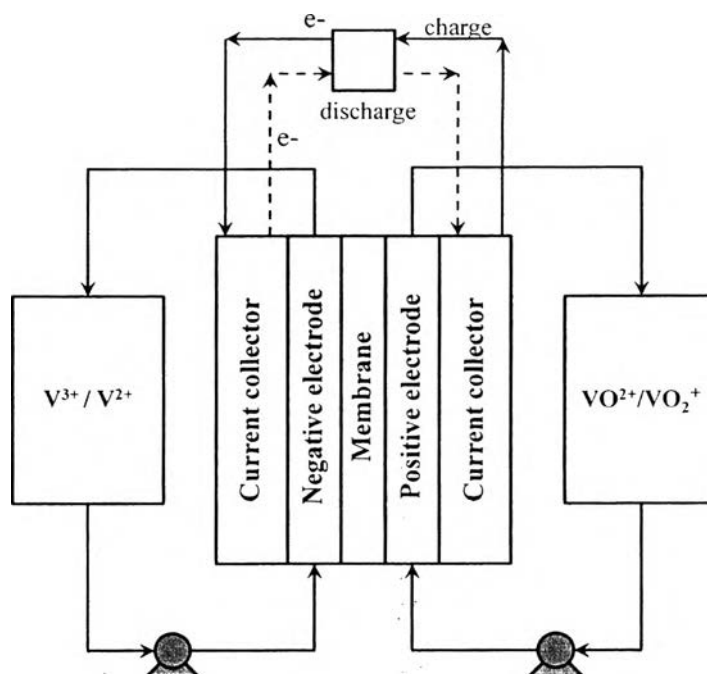 e-
charge
discharge
e-
V³⁺ / V²⁺
Current collector
Negative electrode
Membrane
Positive electrode
Current collector
VO²⁺/VO₂⁺